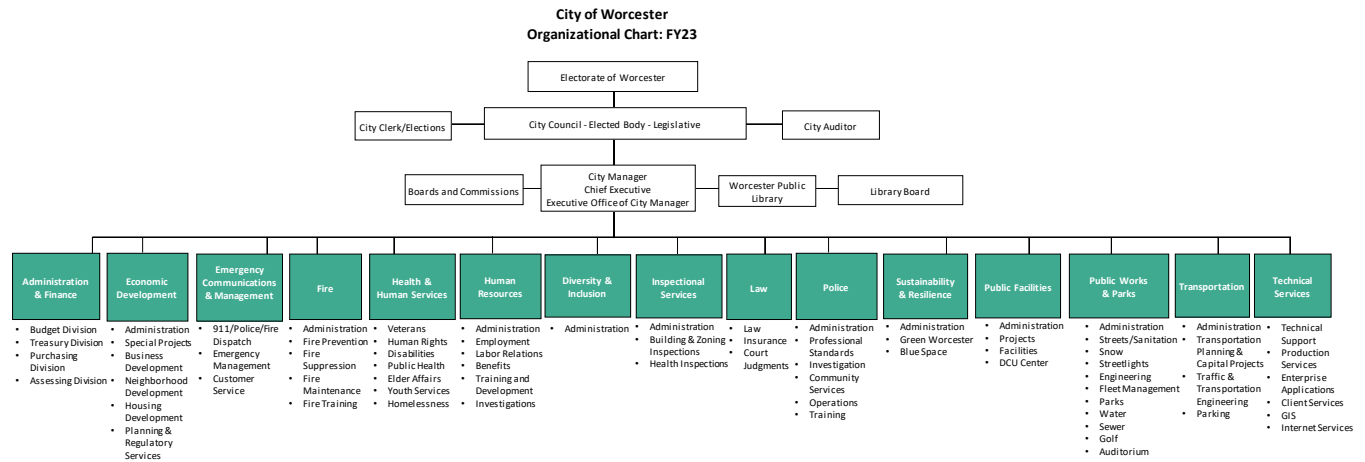 City of Worcester
Organizational Chart: FY23
Electorate of Worcester
City Clerk/Elections
City Council - Elected Body - Legislative
City Auditor
Boards and Commissions
City Manager
Chief Executive
Executive Office of City Manager
Worcester Public
Library
Library Board
Administration
& Finance
• Budget Division
• Treasury Division
• Purchasing
Division
• Assessing Division
Economic
Development
• Administration
• Special Projects
• Business
Development
• Neighborhood
Development
• Housing
Development
• Planning &
Regulatory
Services
Emergency
Communications
& Management
• 911/Police/Fire
Dispatch
• Emergency
Management
• Customer
Service
Fire
• Administration
• Fire Prevention
• Fire
Suppression
• Fire
Maintenance
• Fire Training
Health &
Human Services
• Veterans
• Human Rights
• Disabilities
• Public Health
• Elder Affairs
• Youth Services
• Homelessness
Human
Resources
• Administration
• Employment
• Labor Relations
• Benefits
• Training and
Development
• Investigations
Diversity &
Inclusion
• Administration
Inspectional
Services
• Administration
• Building & Zoning
Inspections
• Health Inspections
Law
• Law
• Insurance
• Court
Judgments
Police
• Administration
• Professional
Standards
• Investigation
• Community
Services
• Operations
• Training
Sustainability
& Resilience
• Administration
• Green Worcester
• Blue Space
Public Facilities
• Administration
• Projects
• Facilities
• DCU Center
Public Works
& Parks
• Administration
• Streets/Sanitation
• Snow
• Streetlights
• Engineering
• Fleet Management
• Parks
• Water
• Sewer
• Golf
• Auditorium
Transportation
• Administration
• Transportation
Planning &
Capital Projects
• Traffic &
• Transportation
Engineering
• Parking
Technical
Services
• Technical
Support
• Production
Services
• Enterprise
Applications
• Client Services
• GIS
• Internet Services